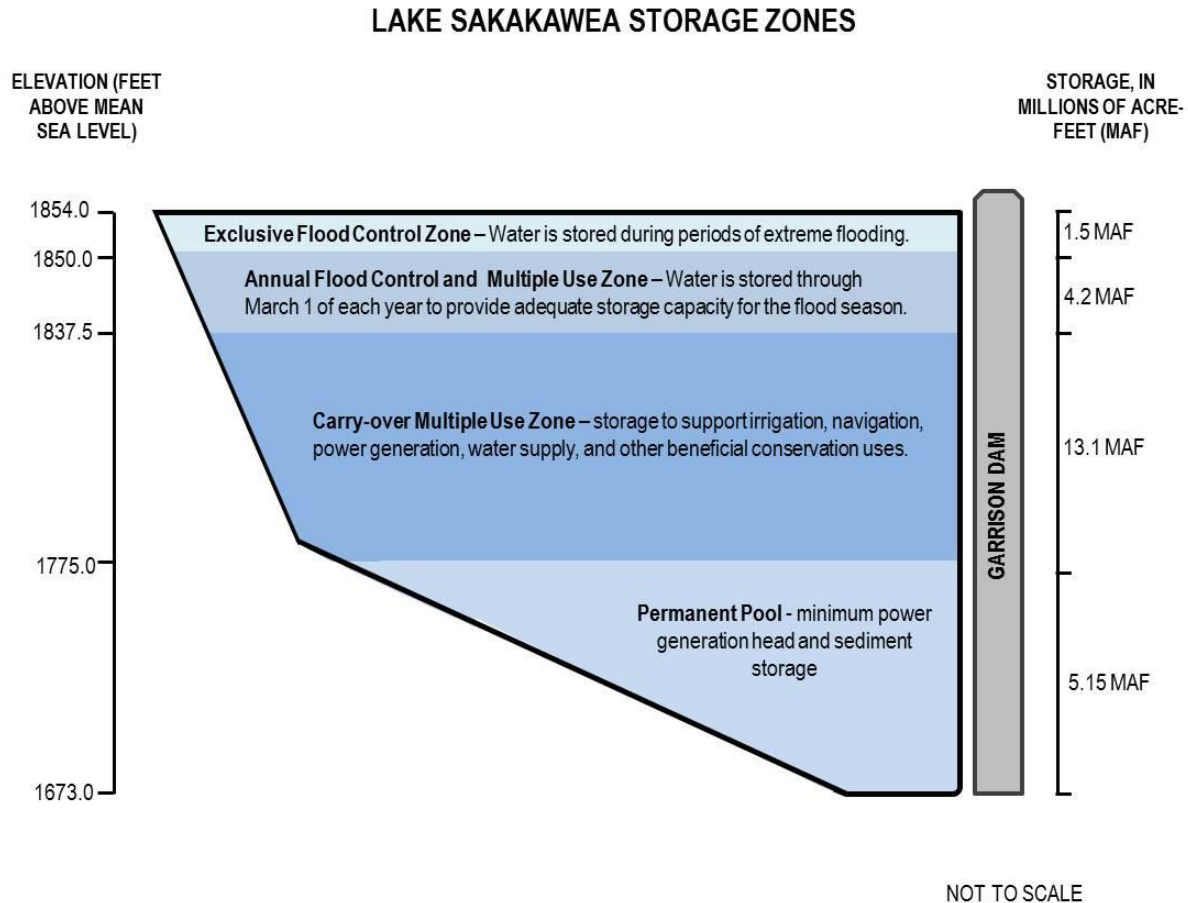 LAKE SAKAKAWEA STORAGE ZONES
ELEVATION (FEET
ABOVE MEAN
SEA LEVEL)
STORAGE, IN
MILLIONS OF ACRE-
FEET (MAF)
1854.0
Exclusive Flood Control Zone – Water is stored during periods of extreme flooding.
1.5 MAF
1850.0
Annual Flood Control and Multiple Use Zone – Water is stored through
March 1 of each year to provide adequate storage capacity for the flood season.
4.2 MAF
1837.5
Carry-over Multiple Use Zone – storage to support irrigation, navigation,
power generation, water supply, and other beneficial conservation uses.
13.1 MAF
GARRISON DAM
1775.0
Permanent Pool - minimum power
generation head and sediment
storage
5.15 MAF
1673.0
NOT TO SCALE